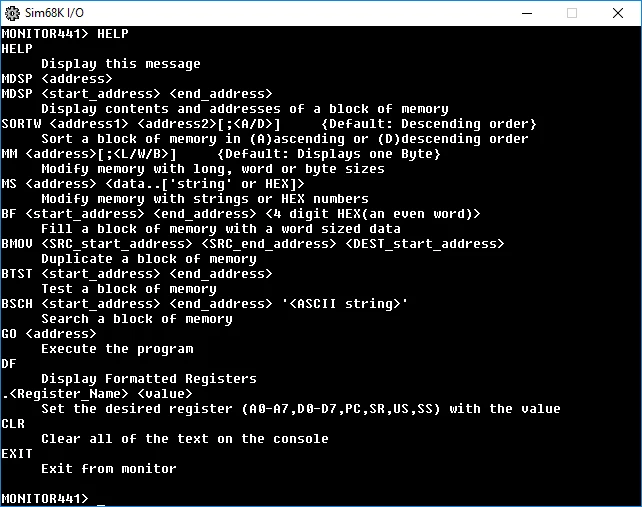 Sim68K I/O
MONITOR441> HELP
HELP
Display this message
MDSP <address>
MDSP <start_address> <end_address>
Display contents and addresses of a block of memory
SORTW <address1> <address2>[;<A/D>]     {Default: Descending order}
Sort a block of memory in (A)ascending or (D)descending order
MM <address>[;<L/W/B>]     {Default: Displays one Byte}
Modify memory with long, word or byte sizes
MS <address> <data..['string' or HEX]>
Modify memory with strings or HEX numbers
BF <start_address> <end_address> <4 digit HEX(an even word)>
Fill a block of memory with a word sized data
BMOV <SRC_start_address> <SRC_end_address> <DEST_start_address>
Duplicate a block of memory
BTST <start_address> <end_address>
Test a block of memory
BSCH <start_address> <end_address> '<ASCII string>'
Search a block of memory
GO <address>
Execute the program
DF
Display Formatted Registers
.<Register_Name> <value>
Set the desired register (A0-A7,D0-D7,PC,SR,US,SS) with the value
CLR
Clear all of the text on the console
EXIT
Exit from monitor
MONITOR441> _